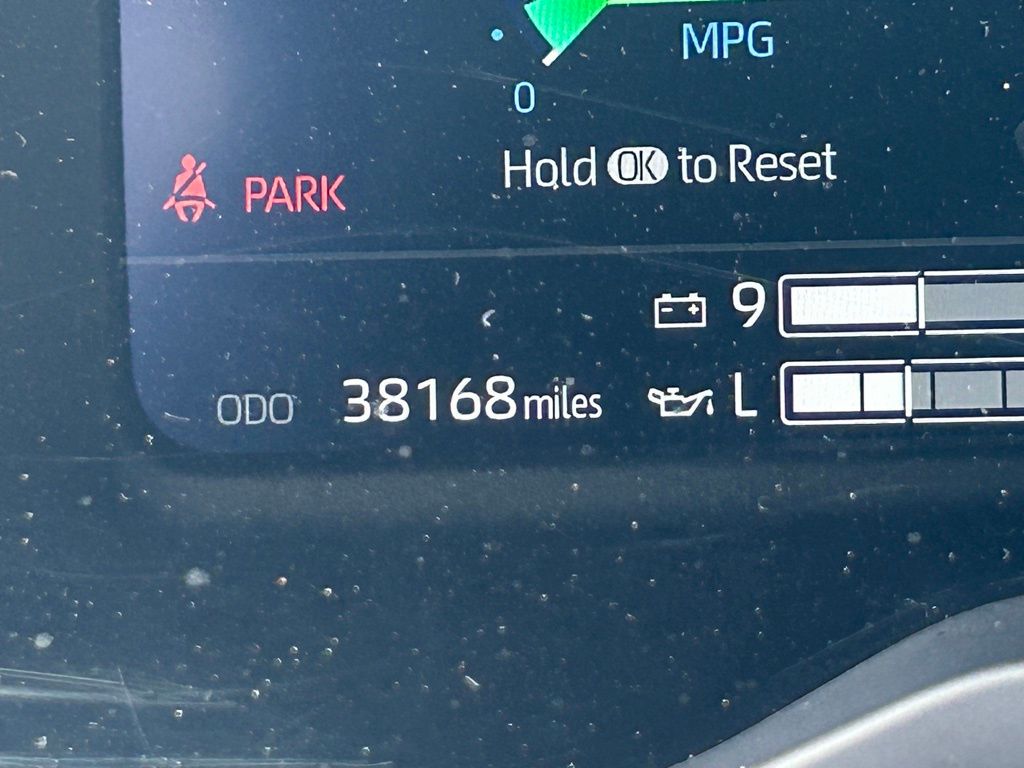 MPG
0
Hold OK to Reset
PARK
9
ODO 38168 miles L